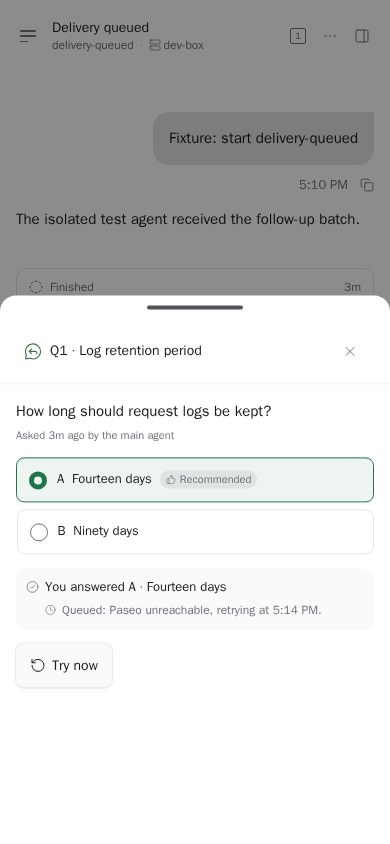 Delivery queued
delivery-queued · dev-box
1
Fixture: start delivery-queued
5:10 PM
The isolated test agent received the follow-up batch.
Finished 3m
Q1 · Log retention period
How long should request logs be kept?
Asked 3m ago by the main agent
A Fourteen days Recommended
B Ninety days
You answered A · Fourteen days
Queued: Paseo unreachable, retrying at 5:14 PM.
Try now